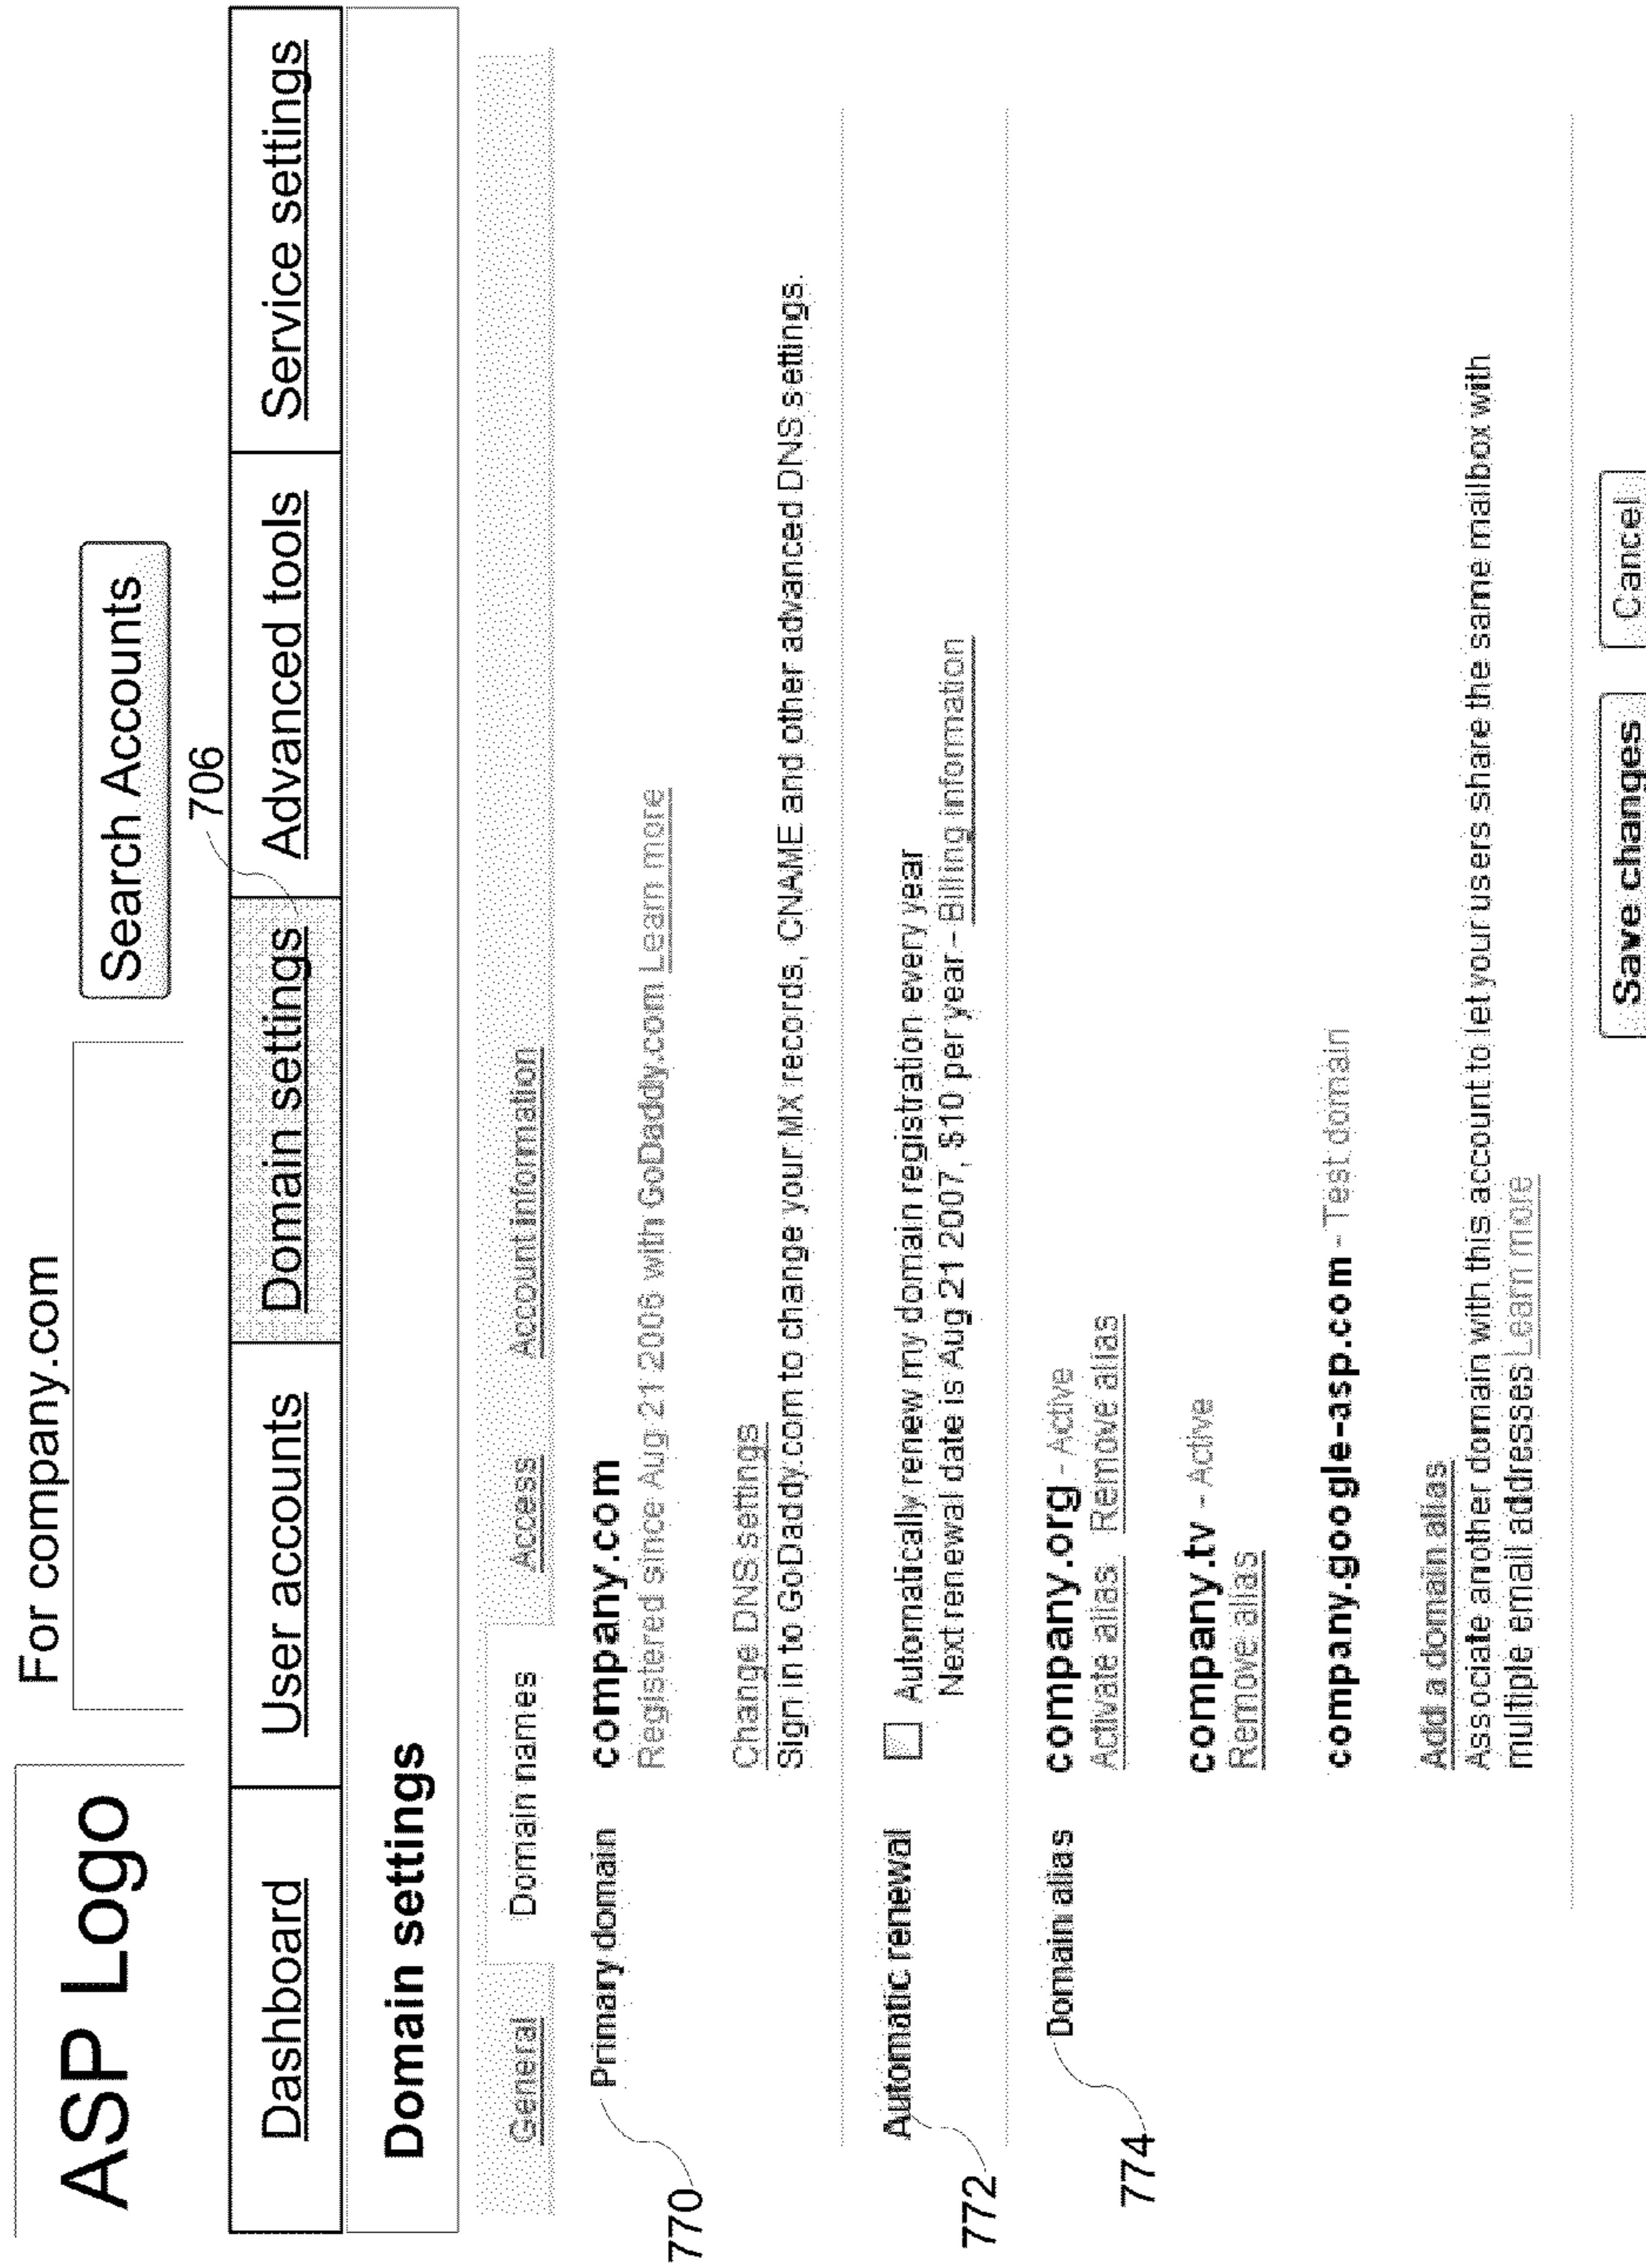 ASP Logo
For company.com
Search Accounts
706
Dashboard
User accounts
Domain settings
Advanced tools
Service settings
Domain settings
General
Domain names
Access
Account information
770
Primary domain
company.com
Registered since Aug 21 2006 with GoDaddy.com Learn more
Change DNS settings
Sign in to GoDaddy.com to change your MX records, CNAME and other advanced DNS settings.
772
Automatic renewal
Automatically renew my domain registration every year
Next renewal date is Aug 21 2007, $10 per year - Billing information
774
Domain alias
company.org - Active
Activate alias Remove alias
company.tv - Active
Remove alias
company.google-asp.com - Test domain
Add a domain alias
Associate another domain with this account to let your users share the same mailbox with
multiple email addresses Learn more
Save changes
Cancel